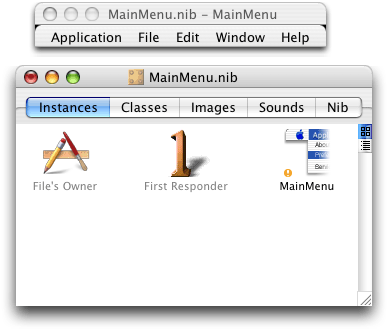 MainMenu.nib – MainMenu
Application File Edit Window Help
MainMenu.nib
Instances Classes Images Sounds Nib
File's Owner First Responder MainMenu